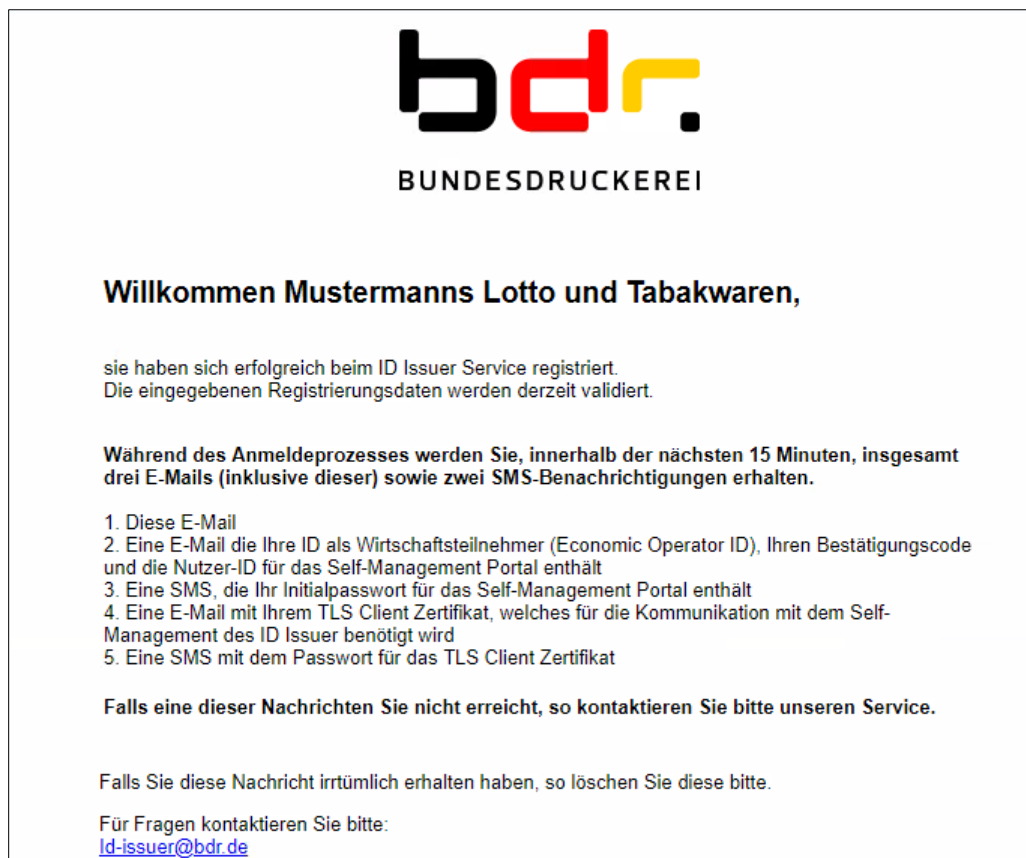 bdr.
BUNDESDRUCKEREI
Willkommen Mustermanns Lotto und Tabakwaren,
sie haben sich erfolgreich beim ID Issuer Service registriert.
Die eingegebenen Registrierungsdaten werden derzeit validiert.
Während des Anmeldeprozesses werden Sie, innerhalb der nächsten 15 Minuten, insgesamt
drei E-Mails (inklusive dieser) sowie zwei SMS-Benachrichtigungen erhalten.
1. Diese E-Mail
2. Eine E-Mail die Ihre ID als Wirtschaftsteilnehmer (Economic Operator ID), Ihren Bestätigungscode
und die Nutzer-ID für das Self-Management Portal enthält
3. Eine SMS, die Ihr Initialpasswort für das Self-Management Portal enthält
4. Eine E-Mail mit Ihrem TLS Client Zertifikat, welches für die Kommunikation mit dem Self-
Management des ID Issuer benötigt wird
5. Eine SMS mit dem Passwort für das TLS Client Zertifikat
Falls eine dieser Nachrichten Sie nicht erreicht, so kontaktieren Sie bitte unseren Service.
Falls Sie diese Nachricht irrtümlich erhalten haben, so löschen Sie diese bitte.
Für Fragen kontaktieren Sie bitte:
Id-issuer@bdr.de